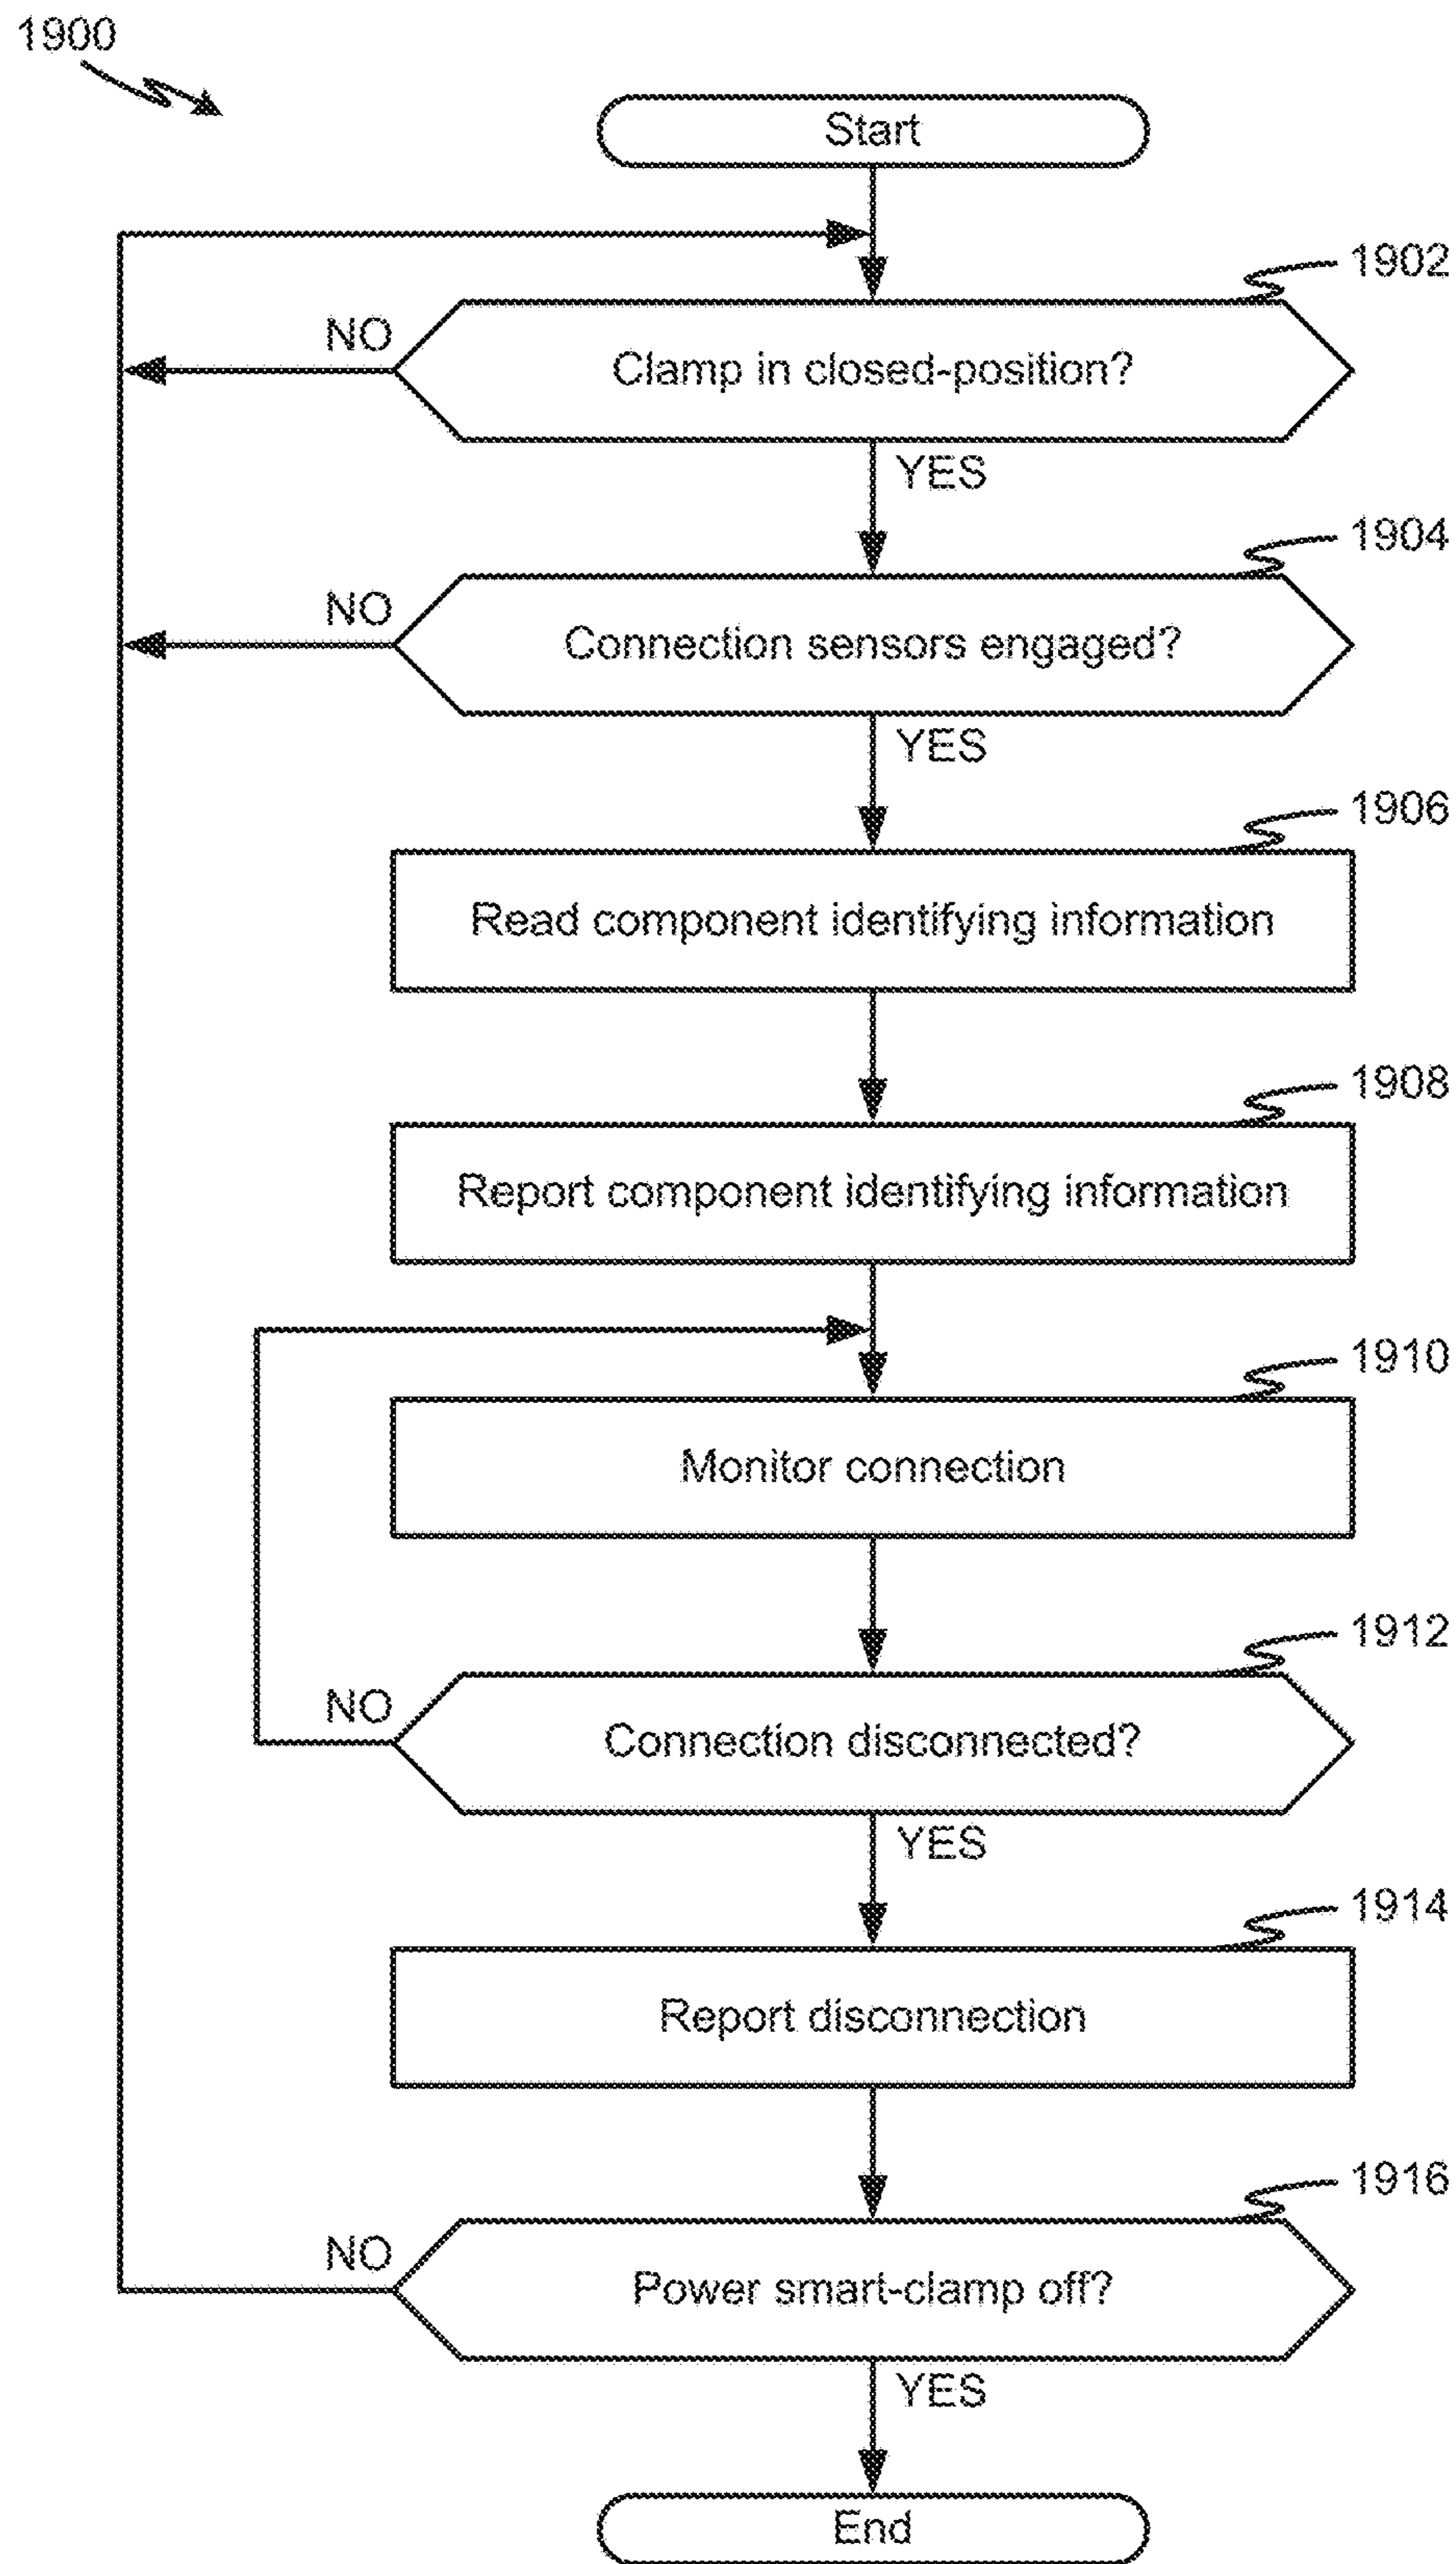 1900
Start
1902
NO
Clamp in closed-position?
YES
1904
NO
Connection sensors engaged?
YES
1906
Read component identifying information
1908
Report component identifying information
1910
Monitor connection
1912
NO
Connection disconnected?
YES
1914
Report disconnection
1916
NO
Power smart-clamp off?
YES
End